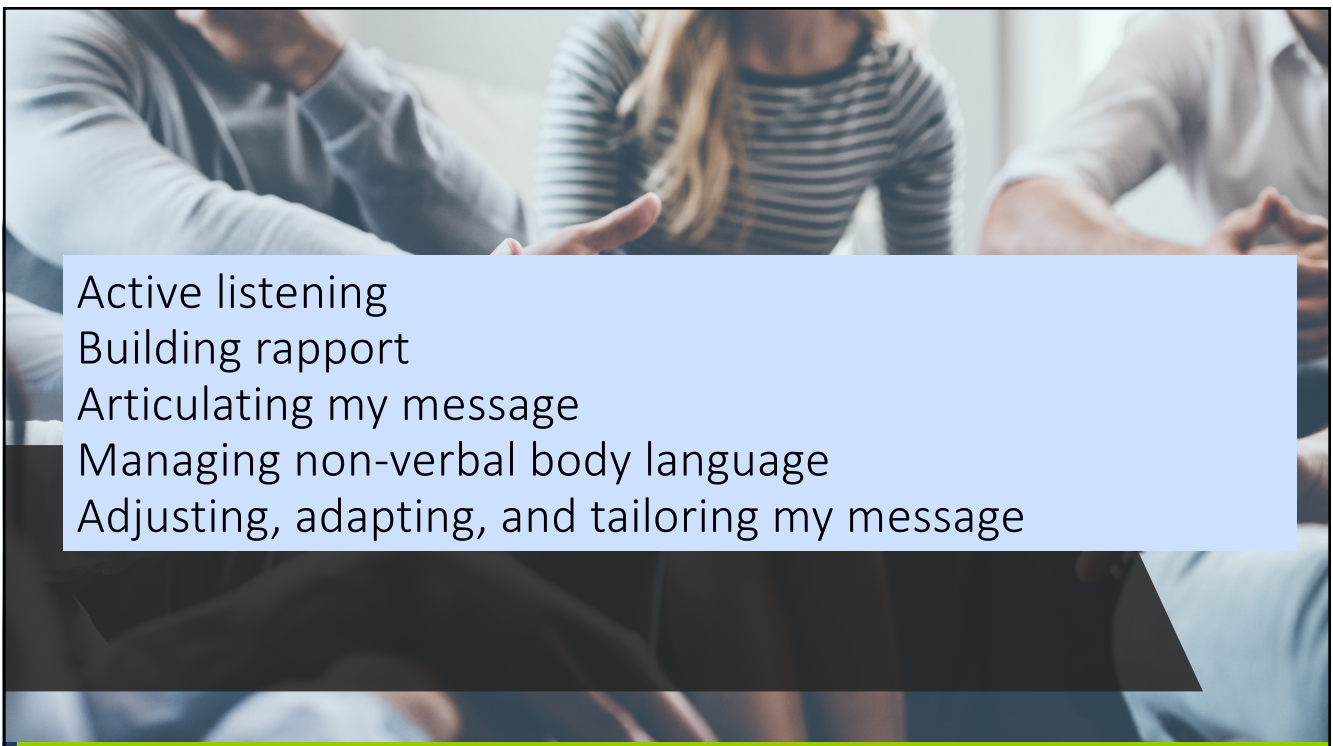 Active listening
Building rapport
Articulating my message
Managing non-verbal body language
Adjusting, adapting, and tailoring my message